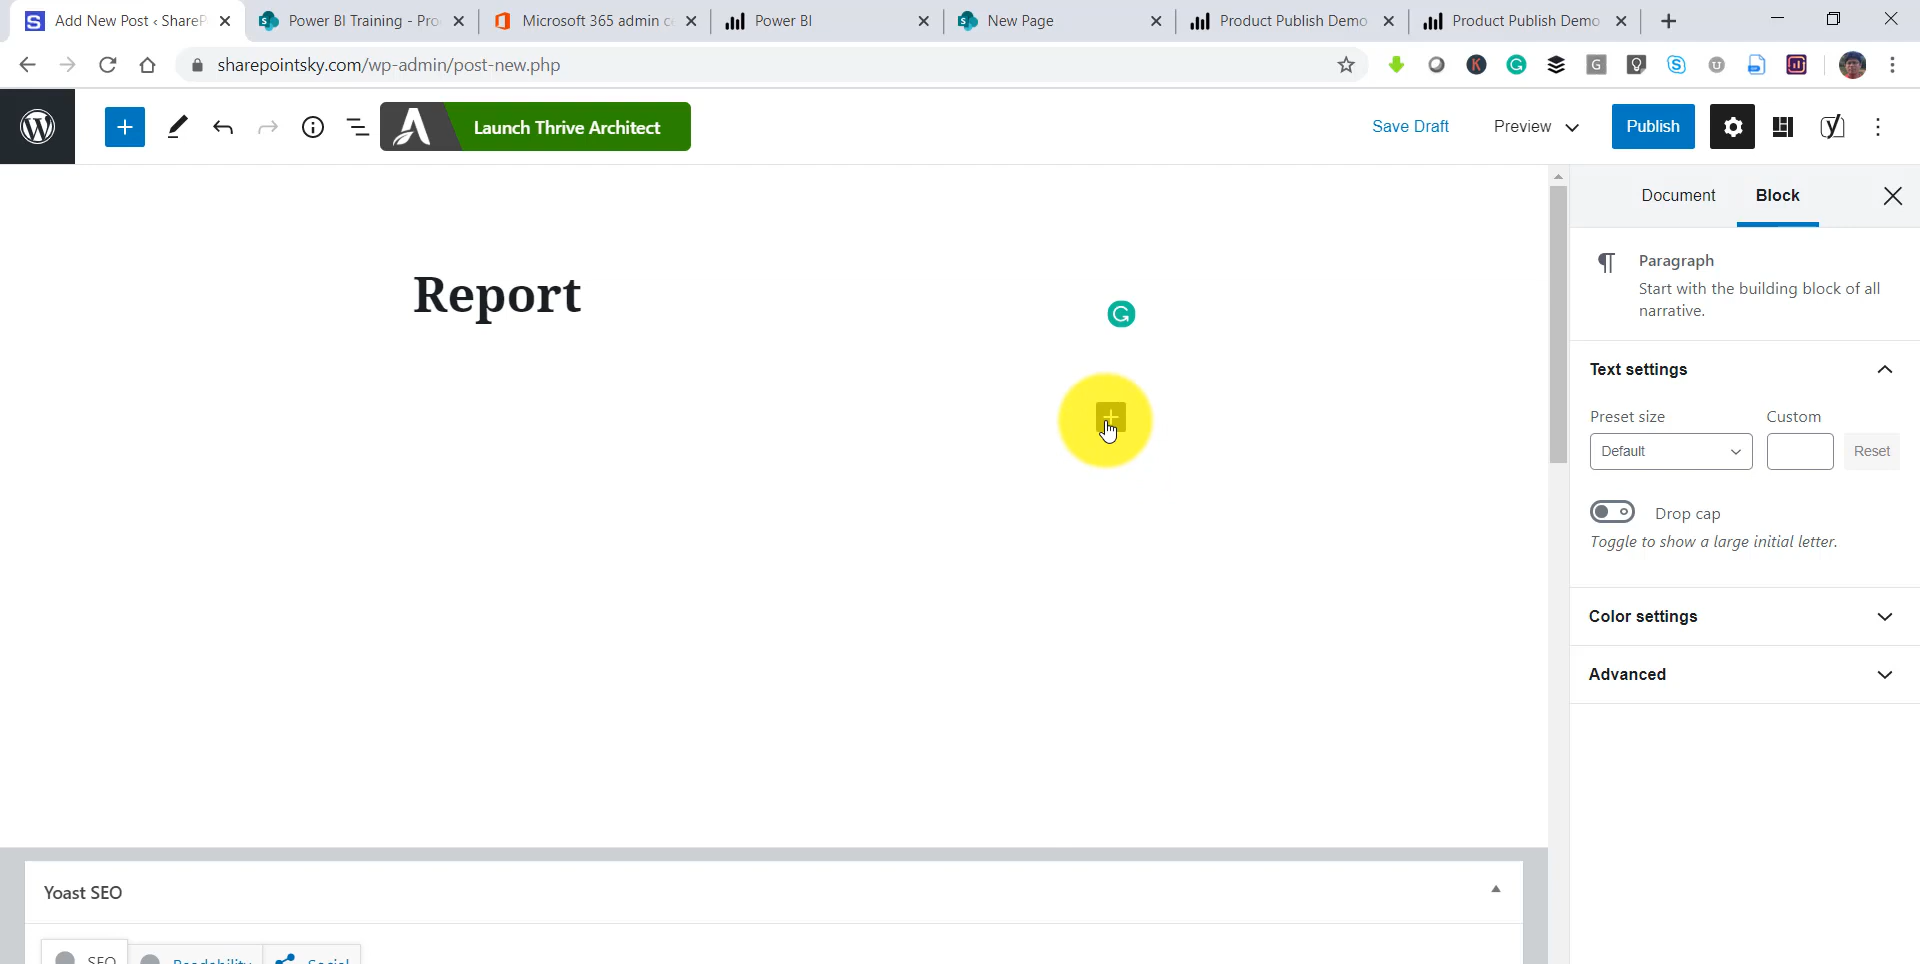 Add New Post ‹ ShareP
Power BI Training - Pro
Microsoft 365 admin ce
Power BI
New Page
Product Publish Demo
Product Publish Demo
sharepointsky.com/wp-admin/post-new.php
Launch Thrive Architect
Save Draft
Preview
Publish
Document
Block
Report
Paragraph
Start with the building block of all
narrative.
Text settings
Preset size
Custom
Default
Reset
Drop cap
Toggle to show a large initial letter.
Color settings
Advanced
Yoast SEO
SEO
Readability
Social